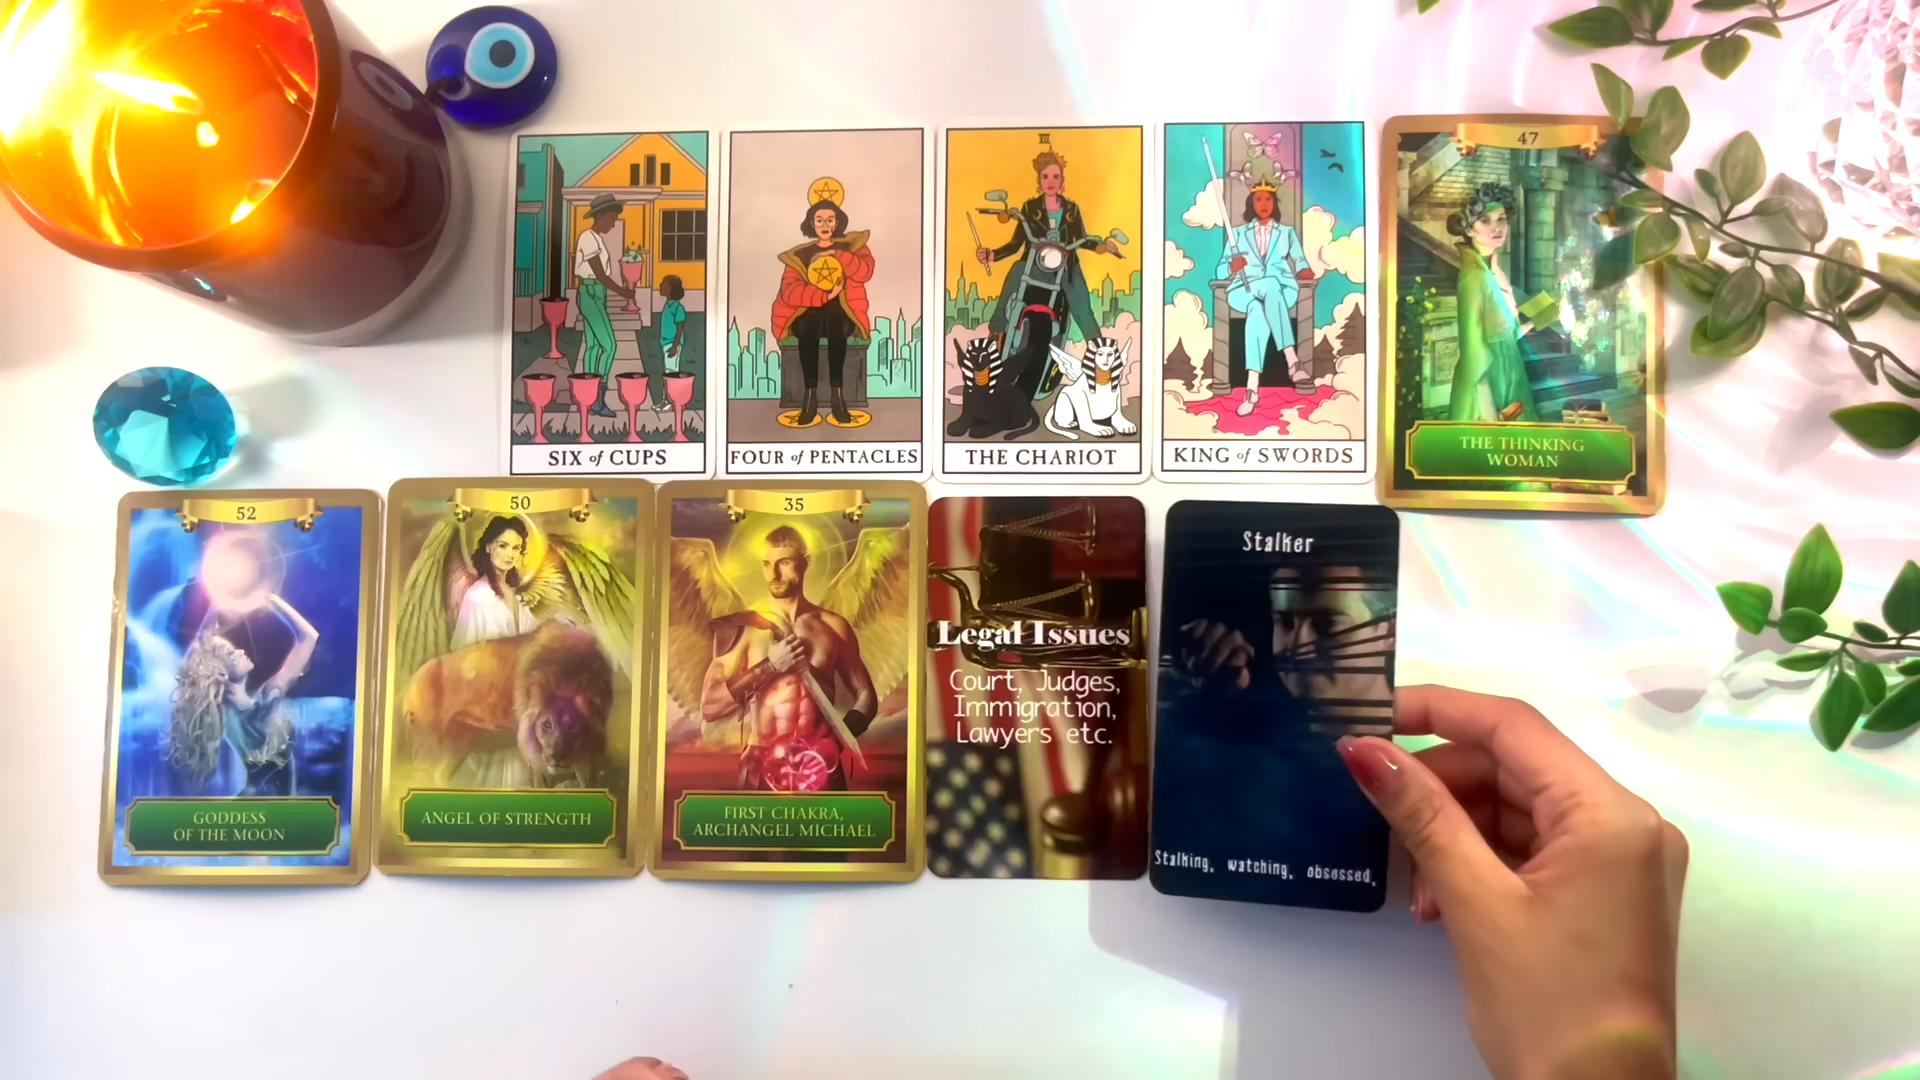 SIX of CUPS
FOUR of PENTACLES
VII
THE CHARIOT
KING of SWORDS
47
THE THINKING
WOMAN
52
GODDESS
OF THE MOON
50
ANGEL OF STRENGTH
35
FIRST CHAKRA,
ARCHANGEL MICHAEL
Legal Issues
Court, Judges,
Immigration,
Lawyers etc.
Stalker
Stalking, watching, obsessed,